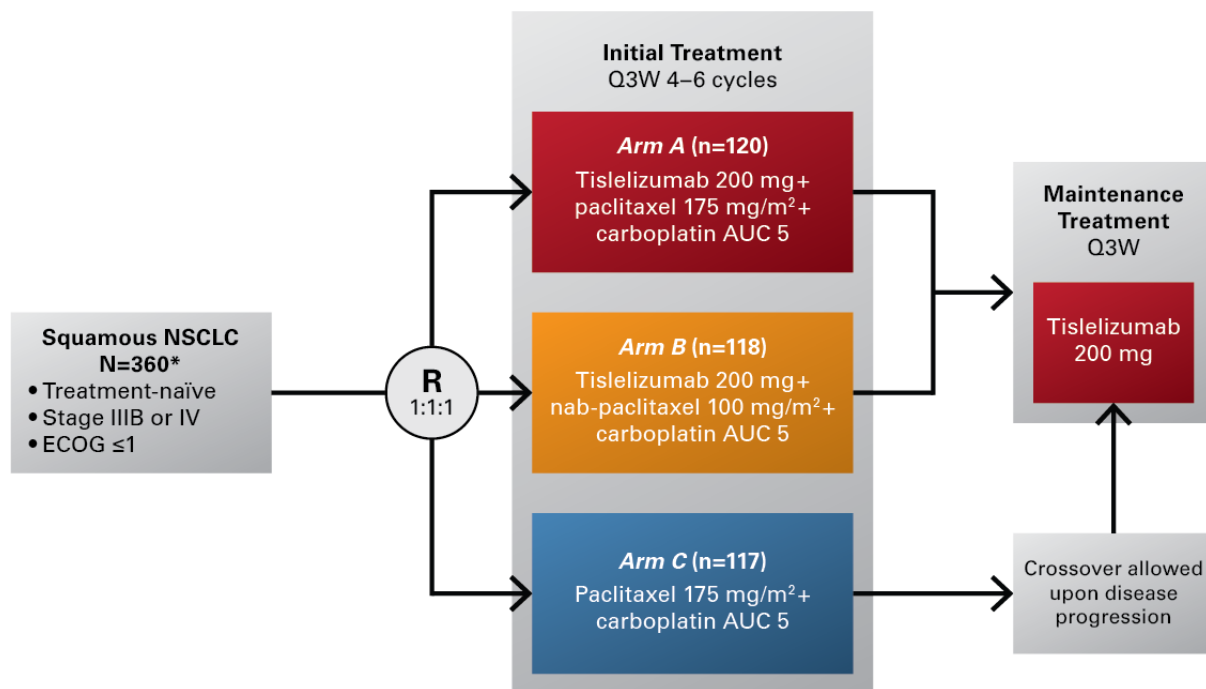 Squamous NSCLC
N=360*
• Treatment-naïve
• Stage IIIB or IV
• ECOG ≤1
R
1:1:1
Initial Treatment
Q3W 4–6 cycles
Arm A (n=120)
Tislelizumab 200 mg+
paclitaxel 175 mg/m²+
carboplatin AUC 5
Arm B (n=118)
Tislelizumab 200 mg+
nab-paclitaxel 100 mg/m²+
carboplatin AUC 5
Arm C (n=117)
Paclitaxel 175 mg/m²+
carboplatin AUC 5
Maintenance
Treatment
Q3W
Tislelizumab
200 mg
Crossover allowed
upon disease
progression